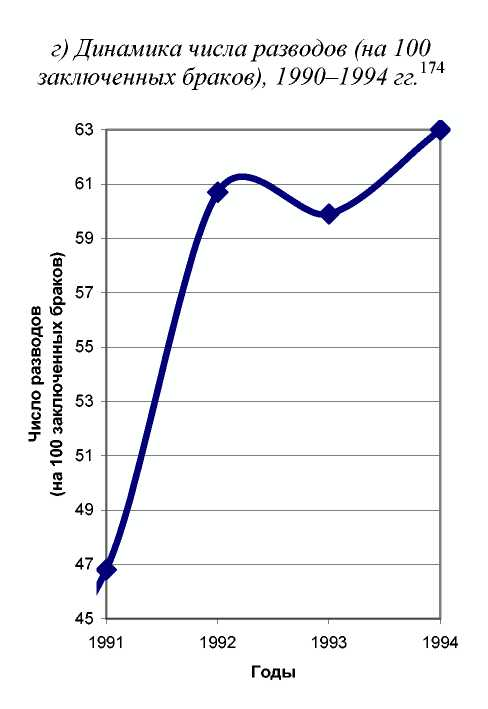 г) Динамика числа разводов (на 100
заключенных браков), 1990–1994 гг.174
63
61
59
57
55
53
51
49
47
45
1991 1992 1993 1994
Число разводов
(на 100 заключенных браков)
Годы